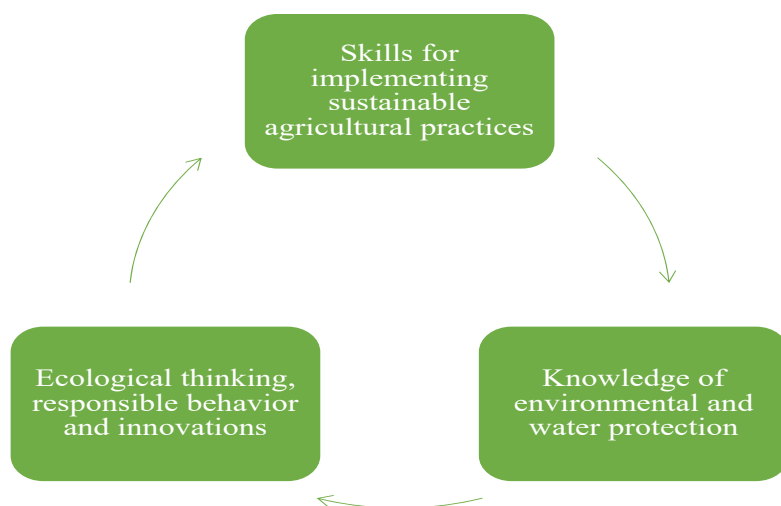 Skills for
implementing
sustainable
agricultural practices
Ecological thinking,
responsible behavior
and innovations
Knowledge of
environmental and
water protection